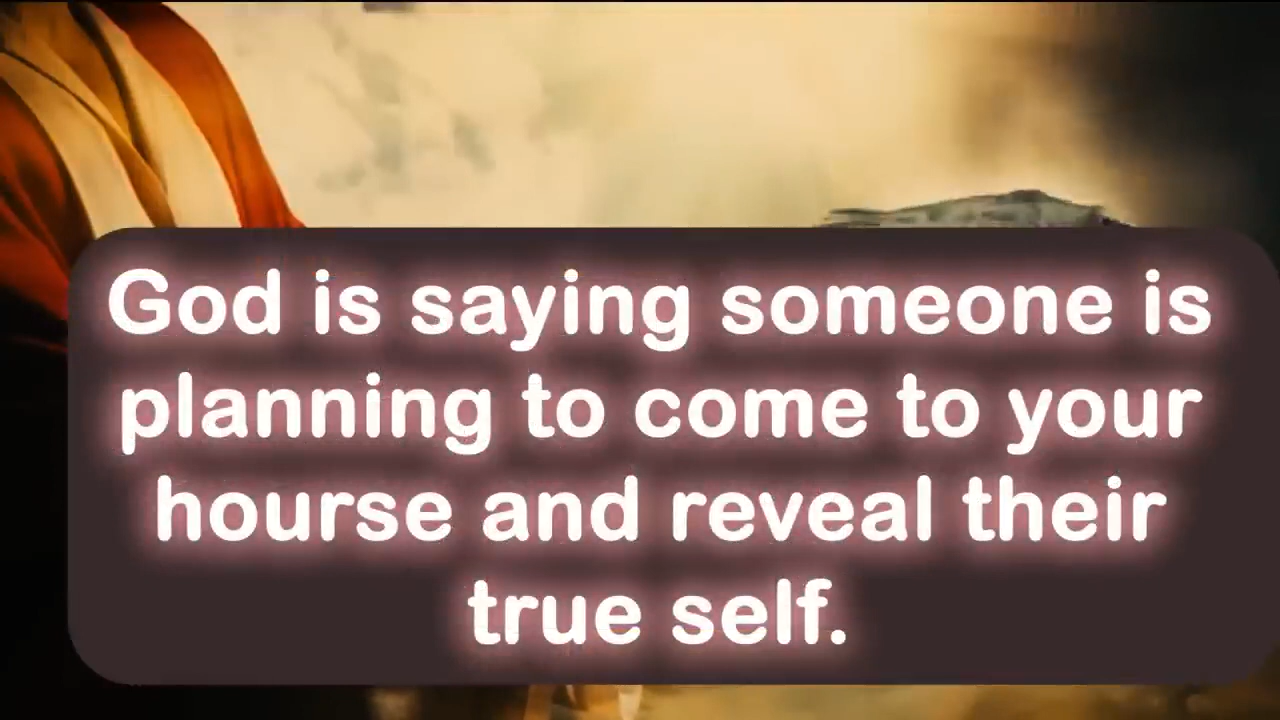 God is saying someone is
planning to come to your
hourse and reveal their
true self.